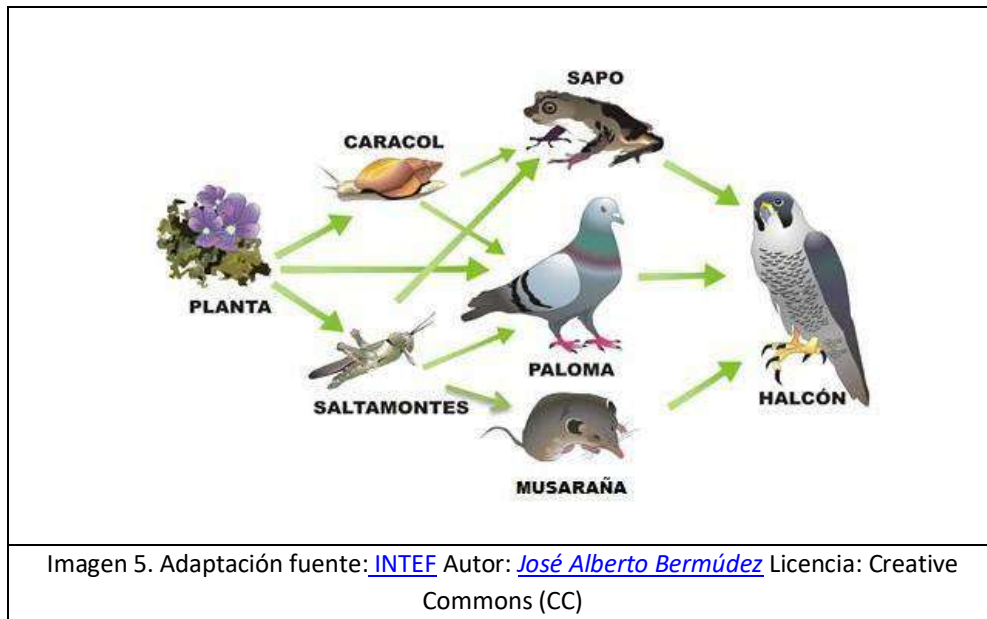 SAPO
CARACOL
PLANTA
PALOMA
HALCÓN
SALTAMONTES
MUSARAÑA
Imagen 5. Adaptación fuente: INTEF Autor: José Alberto Bermúdez Licencia: Creative
Commons (CC)